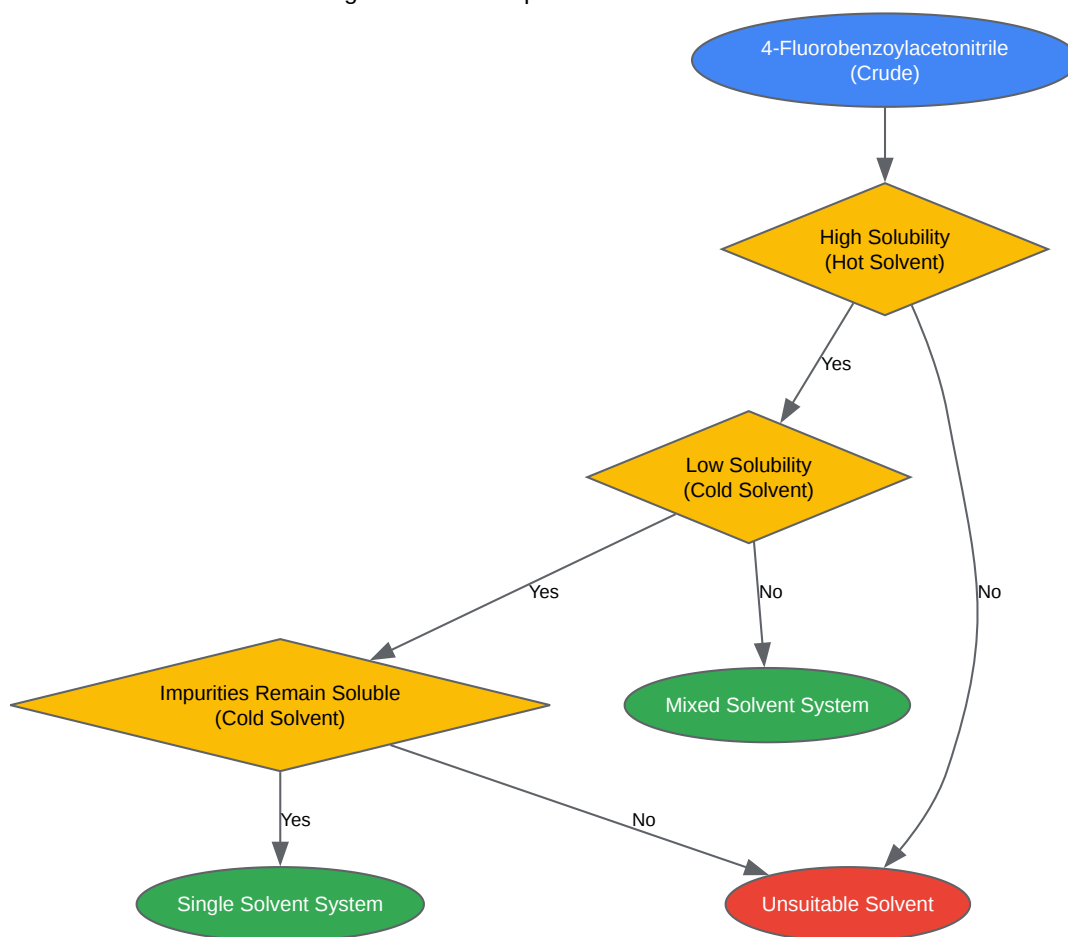 4-Fluorobenzoylacetonitrile
(Crude)
High Solubility
(Hot Solvent)
Yes
Low Solubility
(Cold Solvent)
Yes
No
No
Impurities Remain Soluble
(Cold Solvent)
Mixed Solvent System
Yes
No
Single Solvent System
Unsuitable Solvent